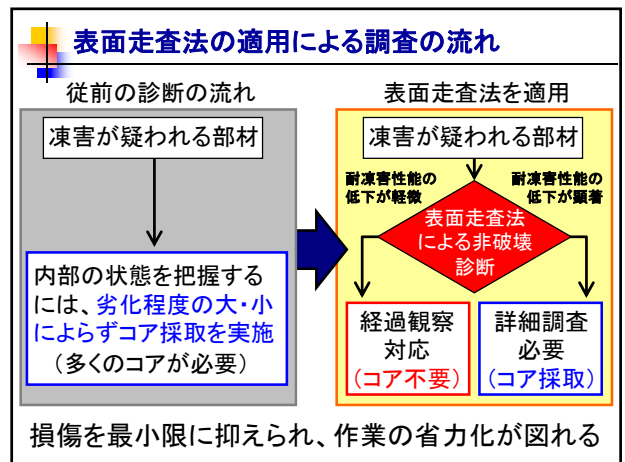 表面走査法の適用による調査の流れ
従前の診断の流れ
凍害が疑われる部材
内部の状態を把握する
には、劣化程度の大・小
によらずコア採取を実施
（多くのコアが必要）
表面走査法を適用
凍害が疑われる部材
耐凍害性能の
低下が軽微
耐凍害性能の
低下が顕著
表面走査法
による非破壊
診断
経過観察
対応
（コア不要）
詳細調査
必要
（コア採取）
損傷を最小限に抑えられ、作業の省力化が図れる